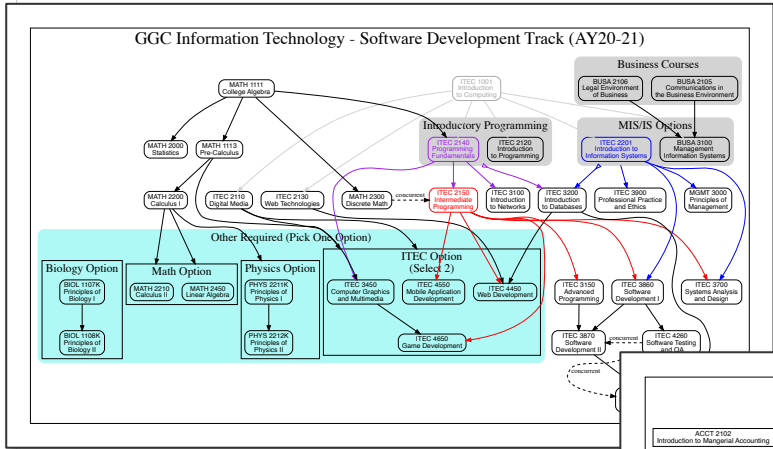 GGC Information Technology - Software Development Track (AY20-21)
Business Courses
MATH 1111
College Algebra
ITEC 1001
Introduction
to Computing
BUSA 2106
Legal Environment
of Business
BUSA 2105
Communications in
the Business Environment
Introductory Programming
MIS/IS Options
MATH 2000
Statistics
MATH 1113
Pre-Calculus
ITEC 2140
Programming
Fundamentals
ITEC 2120
Introduction
to Programming
ITEC 2201
Introduction to
Information Systems
BUSA 3100
Management
Information Systems
MATH 2200
Calculus I
ITEC 2110
Digital Media
ITEC 2130
Web Technologies
MATH 2300
Discrete Math
concurrent
ITEC 2150
Intermediate
Programming
ITEC 3100
Introduction
to Networks
ITEC 3200
Introduction
to Databases
ITEC 3900
Professional Practice
and Ethics
MGMT 3000
Principles of
Management
Other Required (Pick One Option)
ITEC Option
(Select 2)
Biology Option
Math Option
Physics Option
BIOL 1107K
Principles of
Biology I
MATH 2210
Calculus II
MATH 2450
Linear Algebra
PHYS 2211K
Principles of
Physics I
ITEC 3450
Computer Graphics
and Multimedia
ITEC 4550
Mobile Application
Development
ITEC 4450
Web Development
ITEC 3150
Advanced
Programming
ITEC 3860
Software
Development I
ITEC 3700
Systems Analysis
and Design
BIOL 1108K
Principles of
Biology II
PHYS 2212K
Principles of
Physics II
ITEC 4650
Game Development
ITEC 3870
Software
Development II
concurrent
ITEC 4260
Software Testing
and QA
concurrent
ACCT 2102
Introduction to Mangerial Accounting